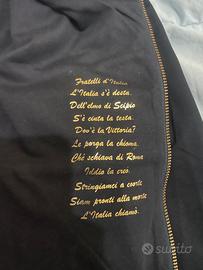 Fratelli d'Italia
L'Italia s'è desta.
Dell'elmo di Scipio
S'è cinta la testa.
Dov'è la Vittoria?
Le porga la chioma,
Ché schiava di Roma
Iddio la creò.
Stringiamci a coorte
Siam pronti alla morte
L'Italia chiamò.
subito